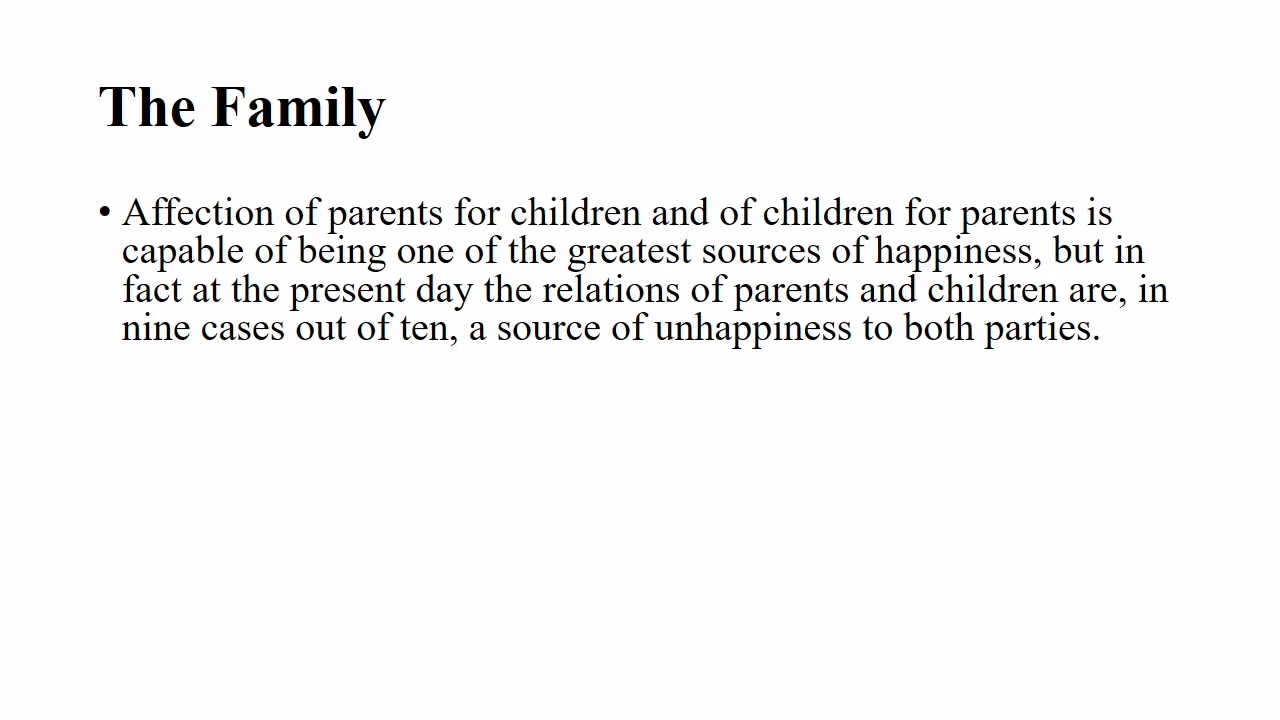 The Family
• Affection of parents for children and of children for parents is
capable of being one of the greatest sources of happiness, but in
fact at the present day the relations of parents and children are, in
nine cases out of ten, a source of unhappiness to both parties.